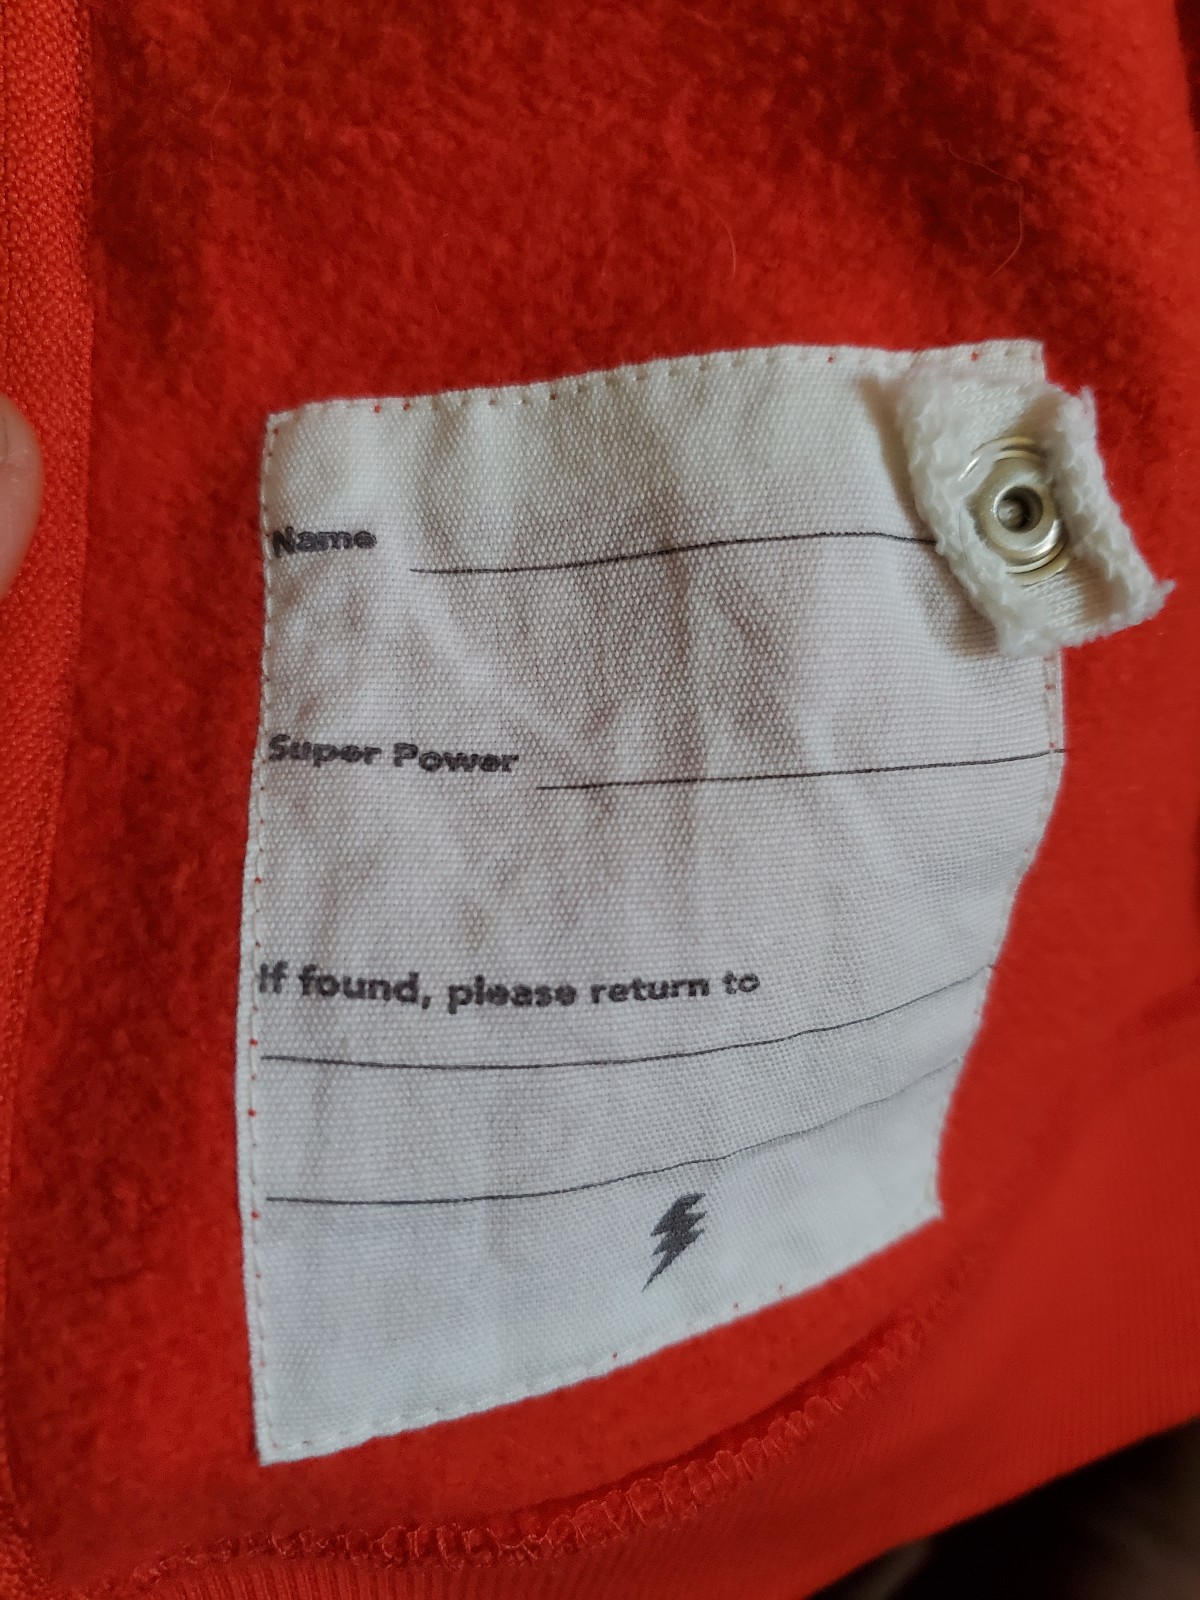 Name
Super Power
If found, please return to